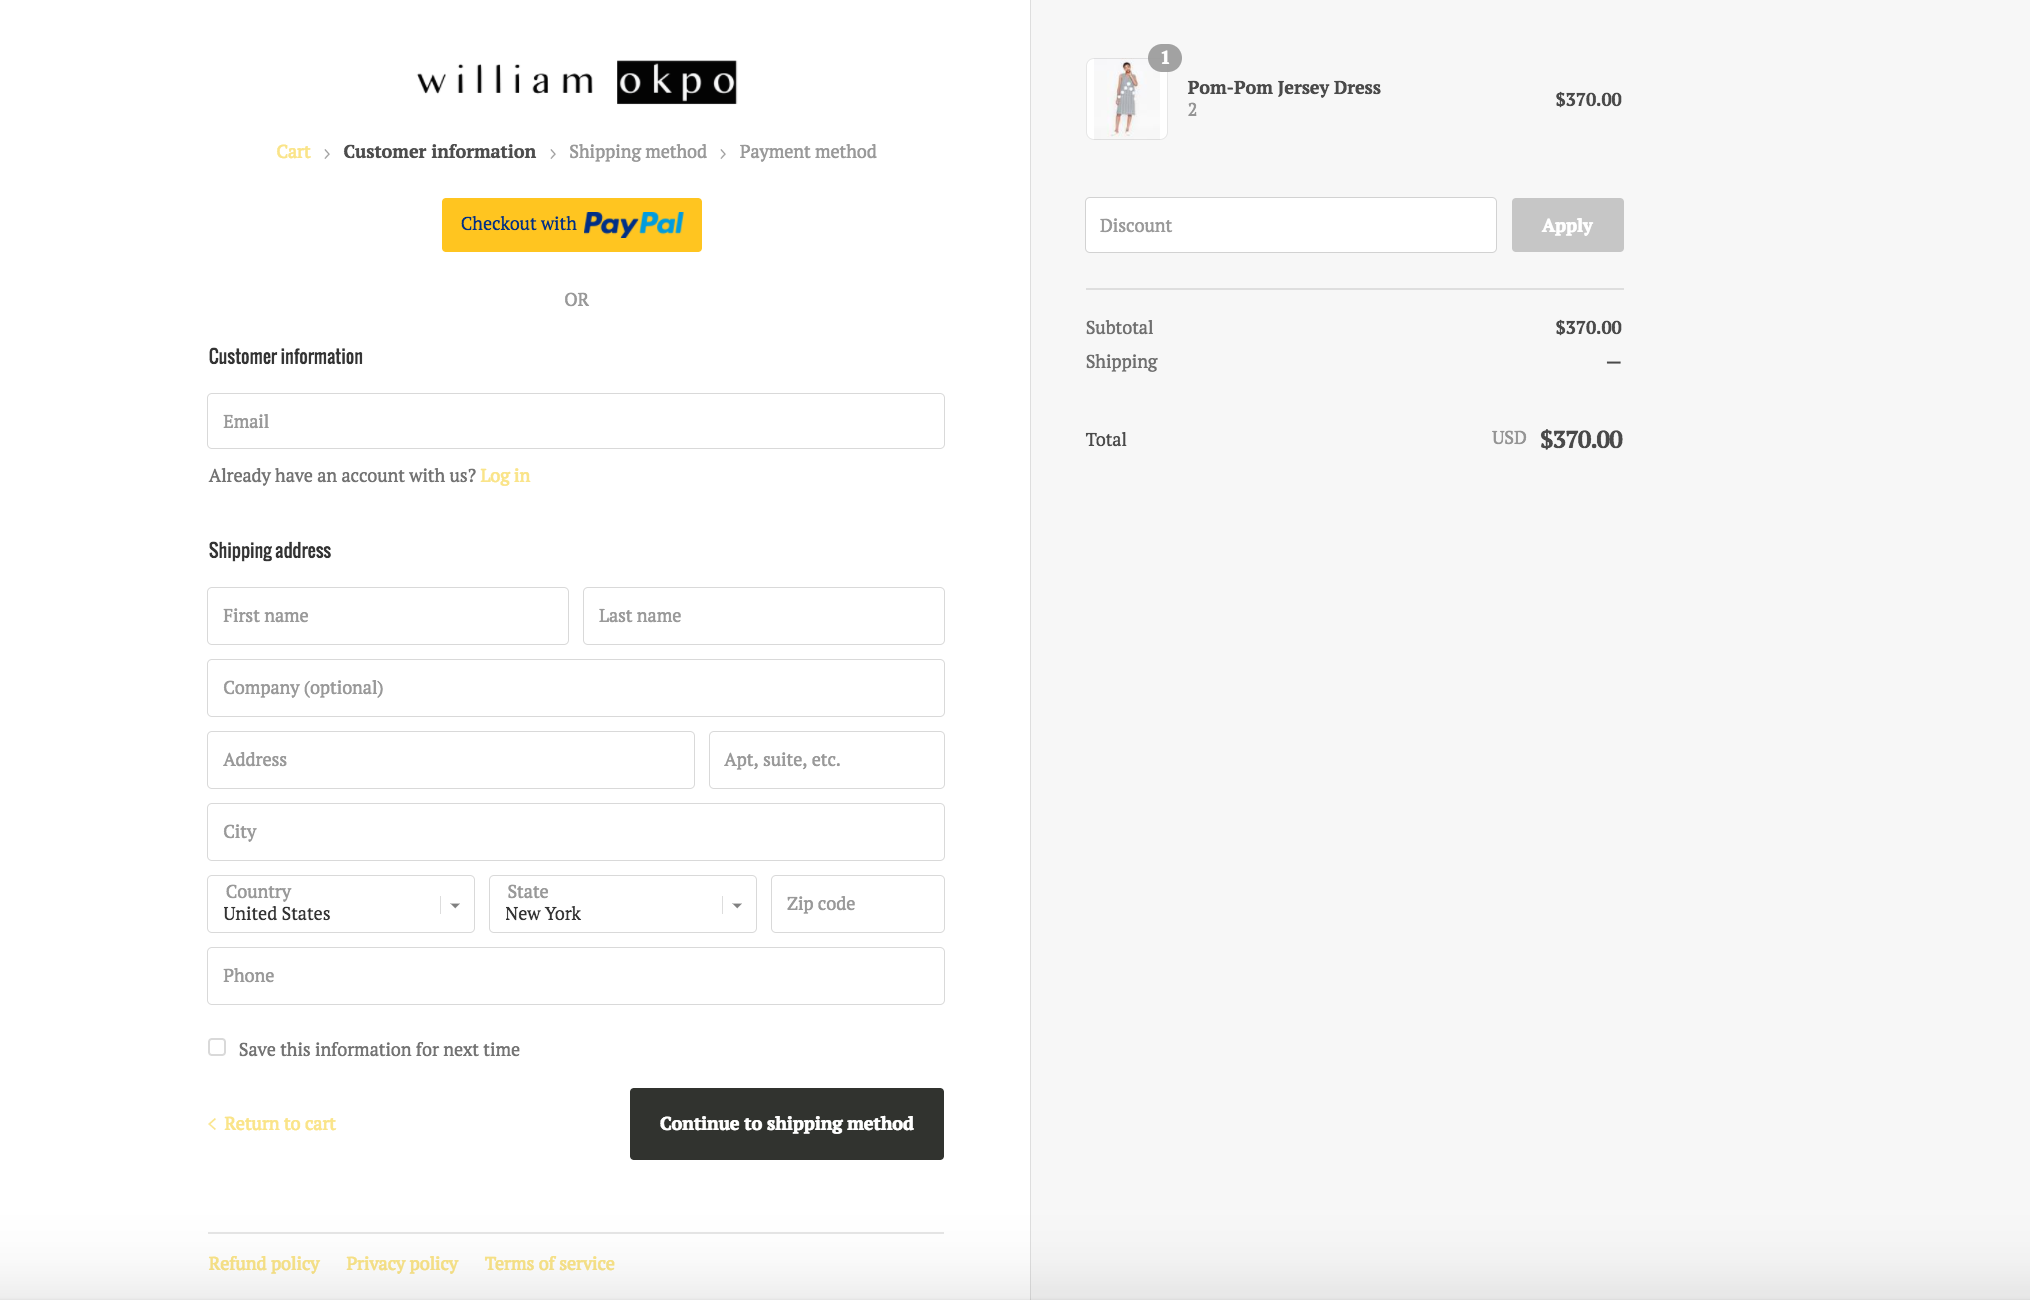 william okpo
Cart > Customer information > Shipping method > Payment method
Checkout with PayPal
OR
Customer information
Email
Already have an account with us? Log in
Shipping address
First name
Last name
Company (optional)
Address
Apt, suite, etc.
City
Country
United States
State
New York
Zip code
Phone
Save this information for next time
< Return to cart
Continue to shipping method
Refund policy
Privacy policy
Terms of service
1
Pom-Pom Jersey Dress
2
$370.00
Discount
Apply
Subtotal
$370.00
Shipping
—
Total
USD $370.00